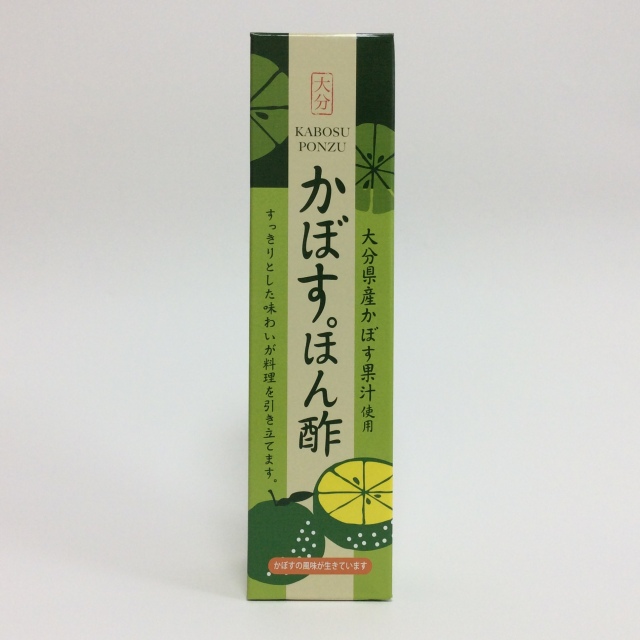 大分
KABOSU
PONZU
かぼすぽん酢
大分県産かぼす果汁使用
すっきりとした味わいが料理を引き立てます。
かぼすの風味が生きています